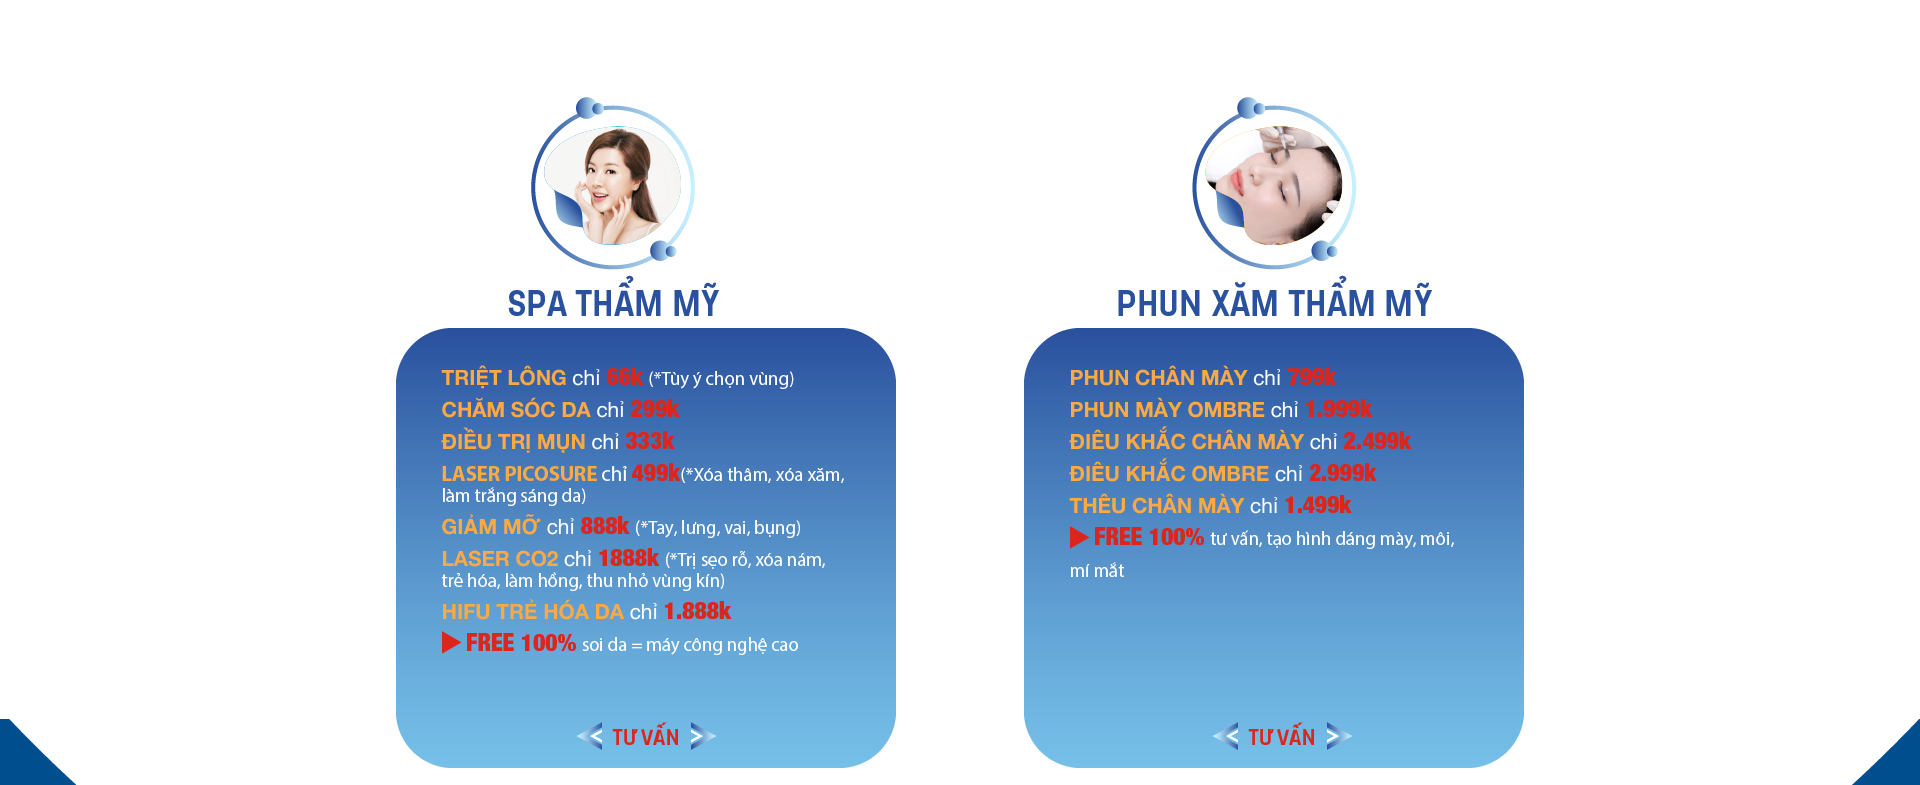 SPA THẨM MỸ
TRIỆT LÔNG chỉ 66k (*Tùy ý chọn vùng)
CHĂM SÓC DA chỉ 299k
ĐIỀU TRỊ MỤN chỉ 333k
LASER PICOSURE chỉ 499k(*Xóa thâm, xóa xăm,
làm trắng sáng da)
GIẢM MỠ chỉ 888k (*Tay, lưng, vai, bụng)
LASER CO2 chỉ 1888k (*Trị sẹo rỗ, xóa nám,
trẻ hóa, làm hồng, thu nhỏ vùng kín)
HIFU TRẺ HÓA DA chỉ 1.888k
FREE 100% soi da = máy công nghệ cao
TƯ VẤN
PHUN XĂM THẨM MỸ
PHUN CHÂN MÀY chỉ 799k
PHUN MÀY OMBRE chỉ 1.999k
ĐIÊU KHẮC CHÂN MÀY chỉ 2.499k
ĐIÊU KHẮC OMBRE chỉ 2.999k
THÊU CHÂN MÀY chỉ 1.499k
FREE 100% tư vấn, tạo hình dáng mày, môi,
mí mắt
TƯ VẤN